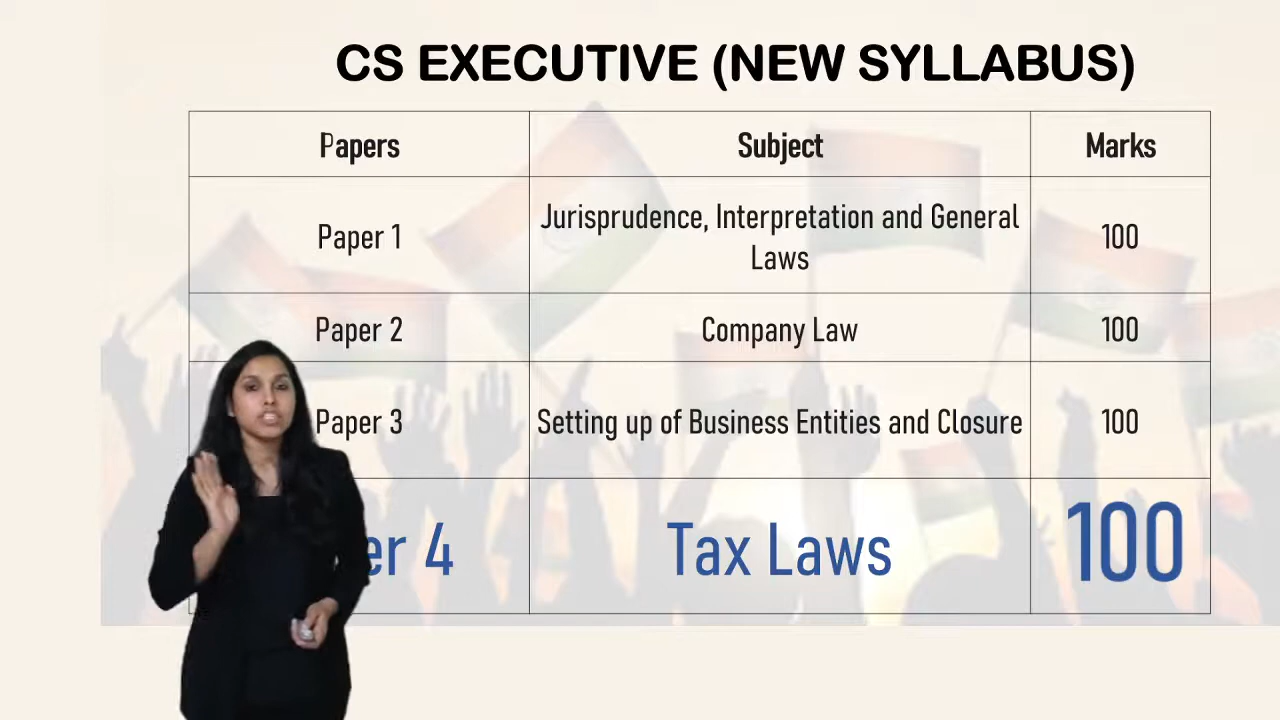 CS EXECUTIVE (NEW SYLLABUS)
Papers Subject Marks
Paper 1 Jurisprudence, Interpretation and General
Laws 100
Paper 2 Company Law 100
Paper 3 Setting up of Business Entities and Closure 100
4 Tax Laws 100